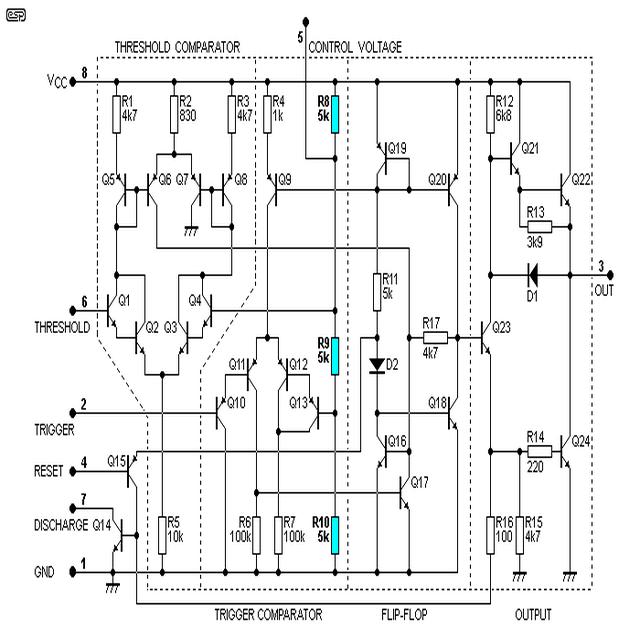 esp
5
THRESHOLD COMPARATOR
CONTROL VOLTAGE
VCC 8
R1
4k7
R2
830
R3
4k7
R4
1k
R8
5k
R12
6k8
Q5
Q6
Q7
Q8
Q9
Q19
Q20
Q21
Q22
R13
3k9
3
OUT
D1
R11
5k
Q1
Q2
Q3
Q4
6
THRESHOLD
R17
4k7
Q23
R9
5k
D2
Q11
Q12
Q10
Q13
Q18
2
TRIGGER
R14
220
Q24
Q16
Q15
4
RESET
Q17
7
DISCHARGE
Q14
R5
10k
R6
100k
R7
100k
R10
5k
R16
100
R15
4k7
GND 1
TRIGGER COMPARATOR
FLIP-FLOP
OUTPUT